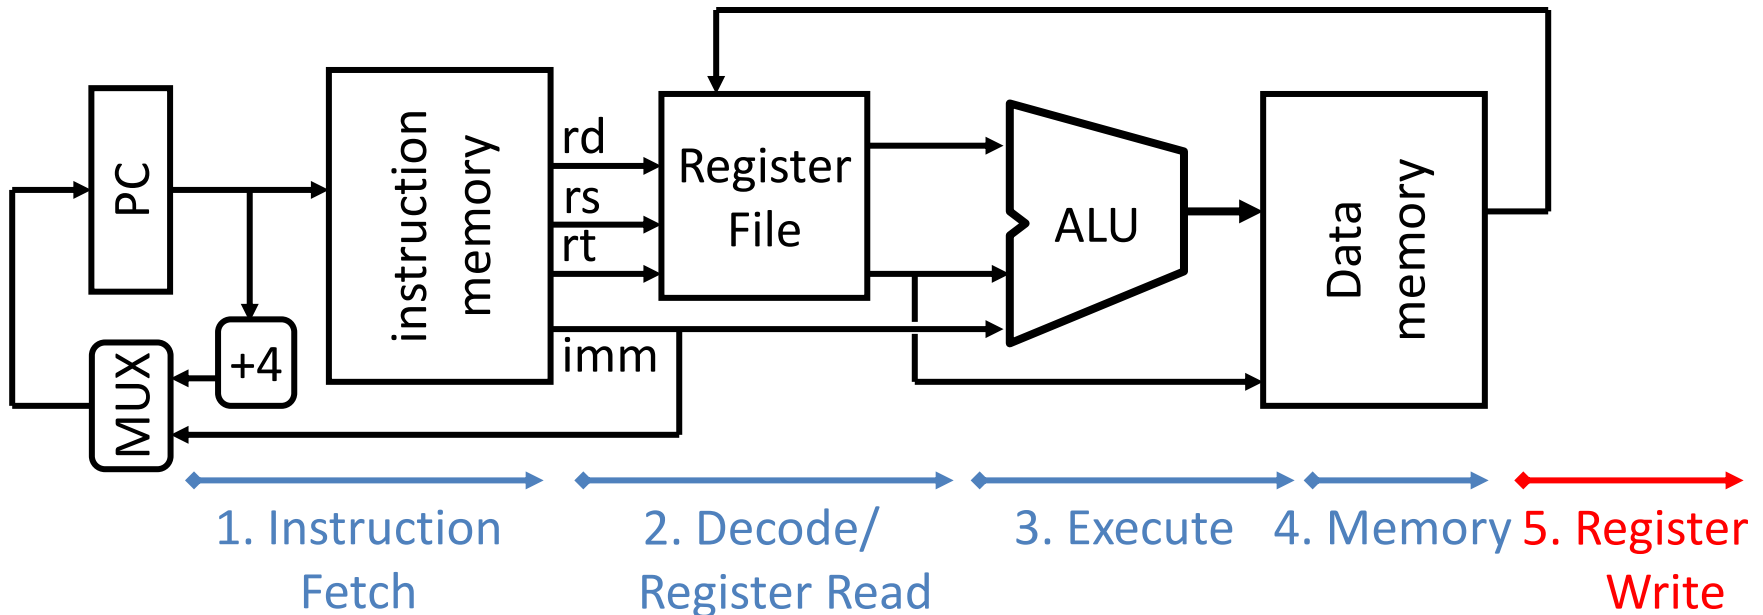 PC
MUX
+4
instruction
memory
rd
rs
rt
imm
Register
File
ALU
Data
memory
1. Instruction
Fetch
2. Decode/
Register Read
3. Execute
4. Memory
5. Register
Write